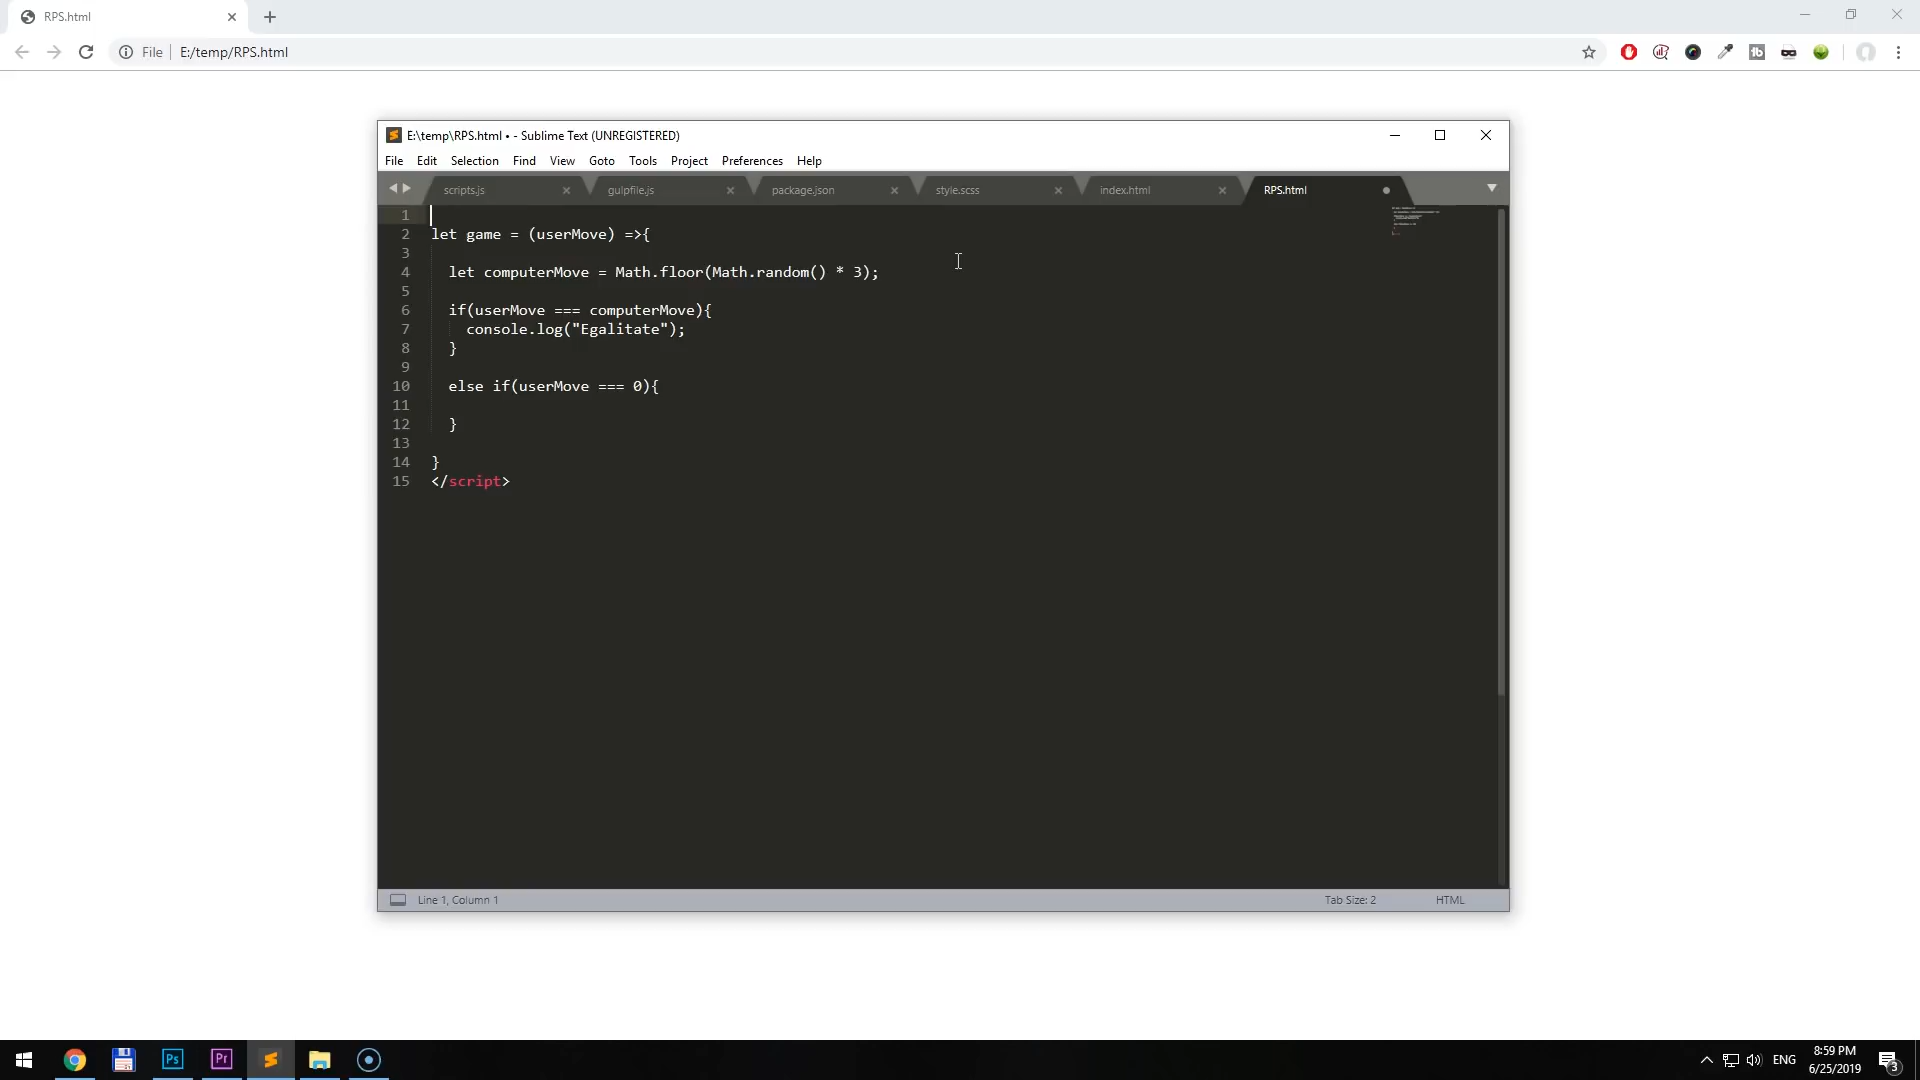 RPS.html
File
E:/temp/RPS.html
E:\temp\RPS.html • - Sublime Text (UNREGISTERED)
File Edit Selection Find View Goto Tools Project Preferences Help
scripts.js gulpfile.js package.json style.scss index.html RPS.html
1
2 let game = (userMove) =>{
3
4 let computerMove = Math.floor(Math.random() * 3);
5
6 if(userMove === computerMove){
7 console.log("Egalitate");
8 }
9
10 else if(userMove === 0){
11
12 }
13
14 }
15 </script>
Line 1, Column 1
Tab Size: 2
HTML
Ps
Pr
ENG
8:59 PM
6/25/2019
3